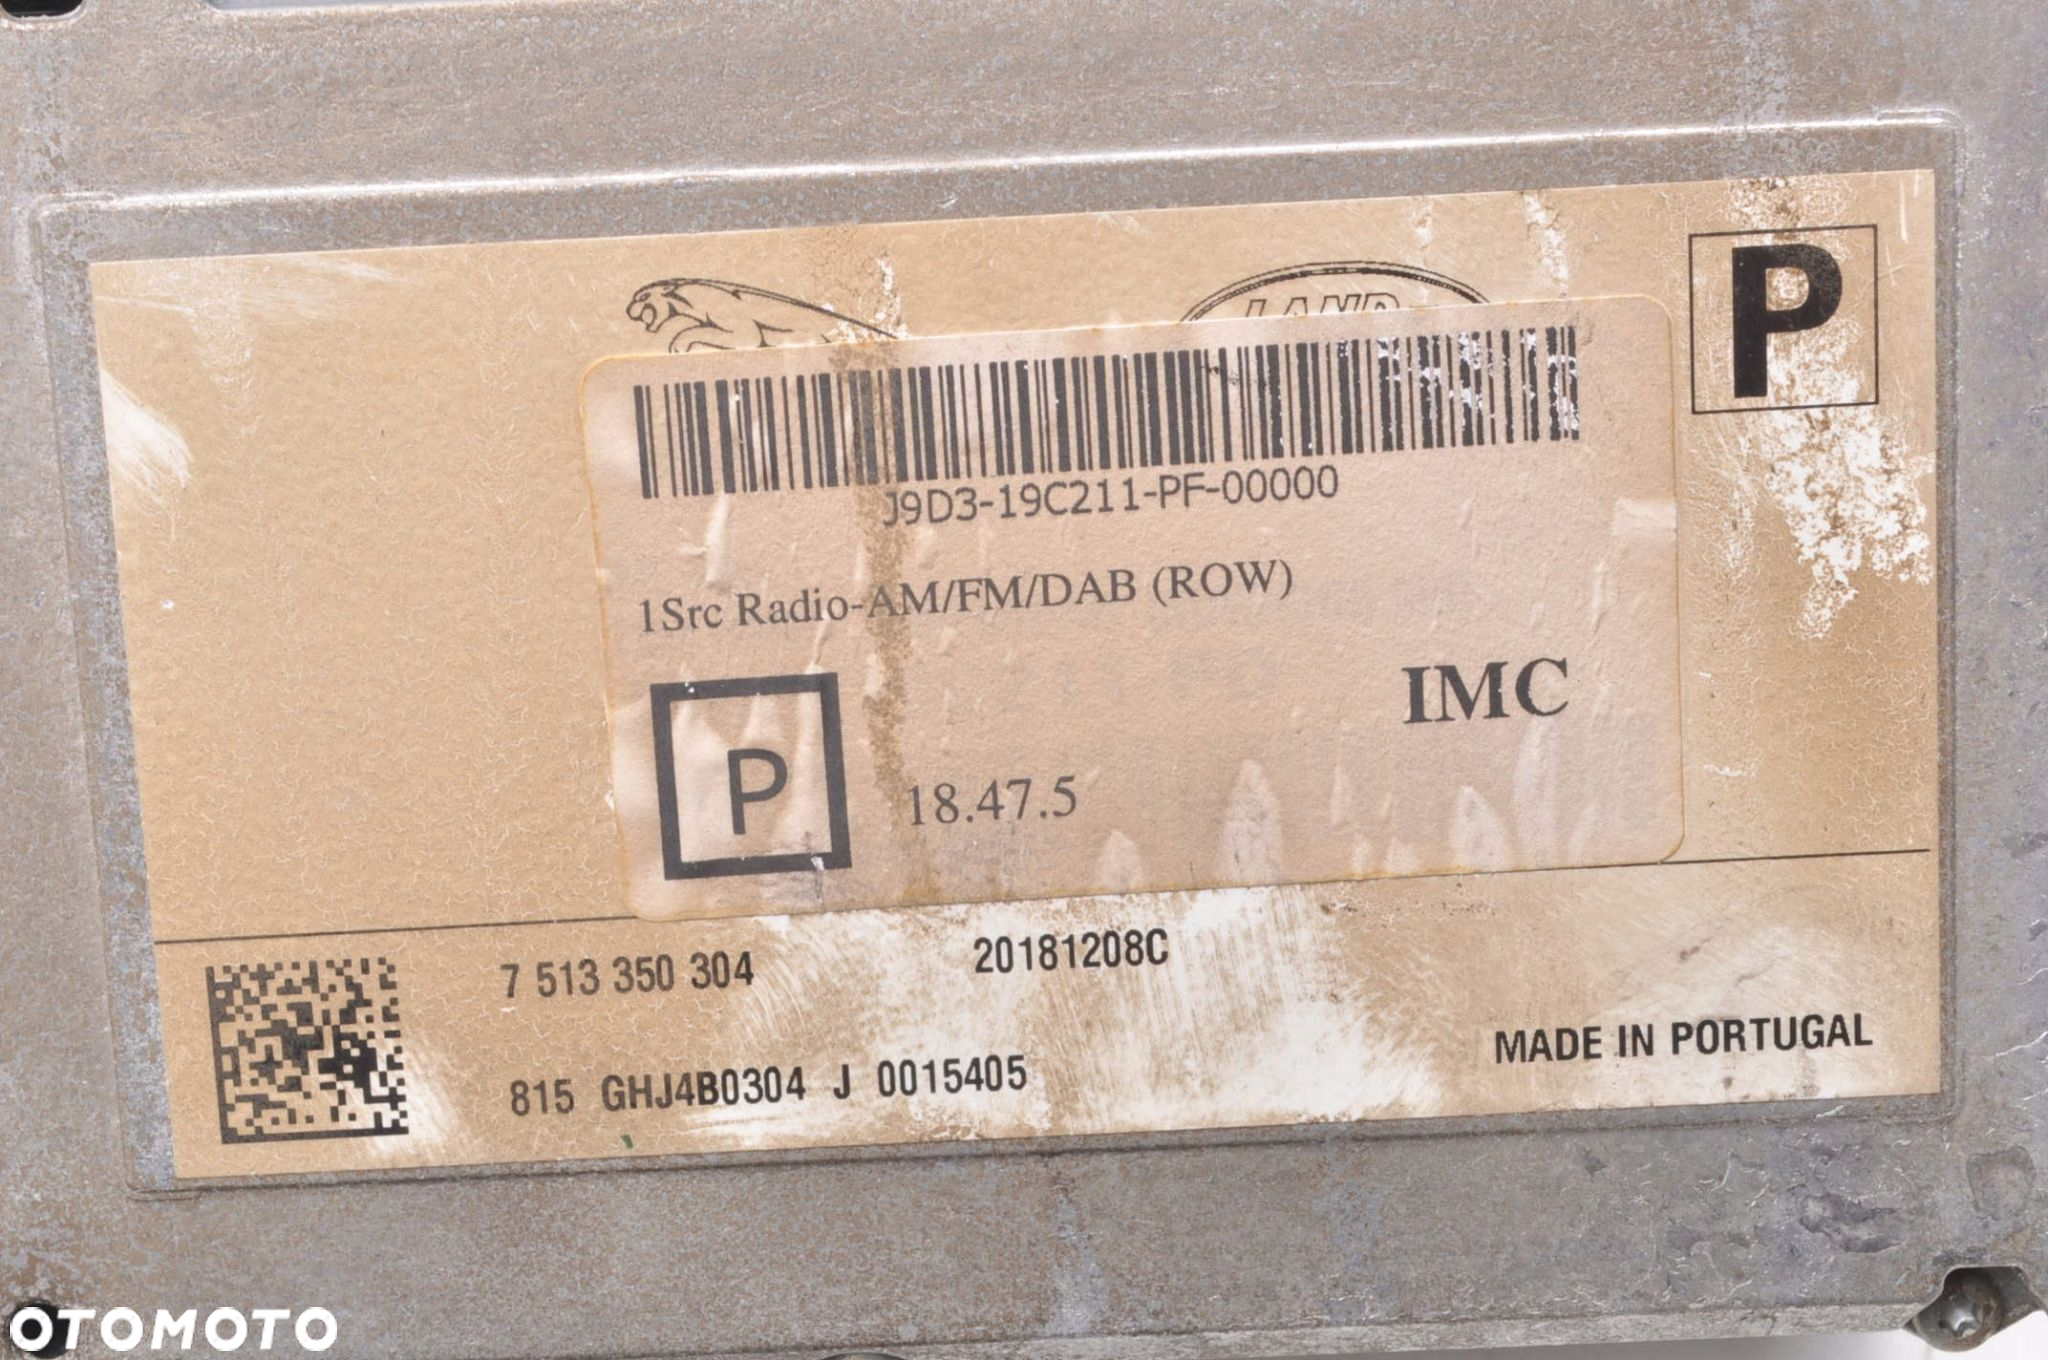 LAND
P
J9D3-19C211-PF-00000
1Src Radio-AM/FM/DAB (ROW)
IMC
P
18.47.5
7 513 350 304
20181208C
815 GHJ4B0304 J 0015405
MADE IN PORTUGAL
OTOMOTO